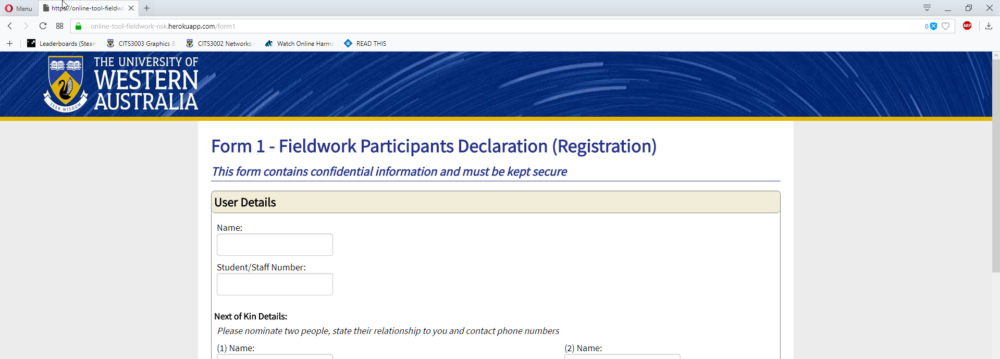 Menu
https://online-tool-fieldwo
online-tool-fieldwork-risk.herokuapp.com/form1
0
ABP
Leaderboards (Stean
CITS3003 Graphics &
CITS3002 Networks
Watch Online Harmo
READ THIS
THE UNIVERSITY OF
WESTERN
AUSTRALIA
SEEK WISDOM
Form 1 - Fieldwork Participants Declaration (Registration)
This form contains confidential information and must be kept secure
User Details
Name:
Student/Staff Number:
Next of Kin Details:
Please nominate two people, state their relationship to you and contact phone numbers
(1) Name:
(2) Name: